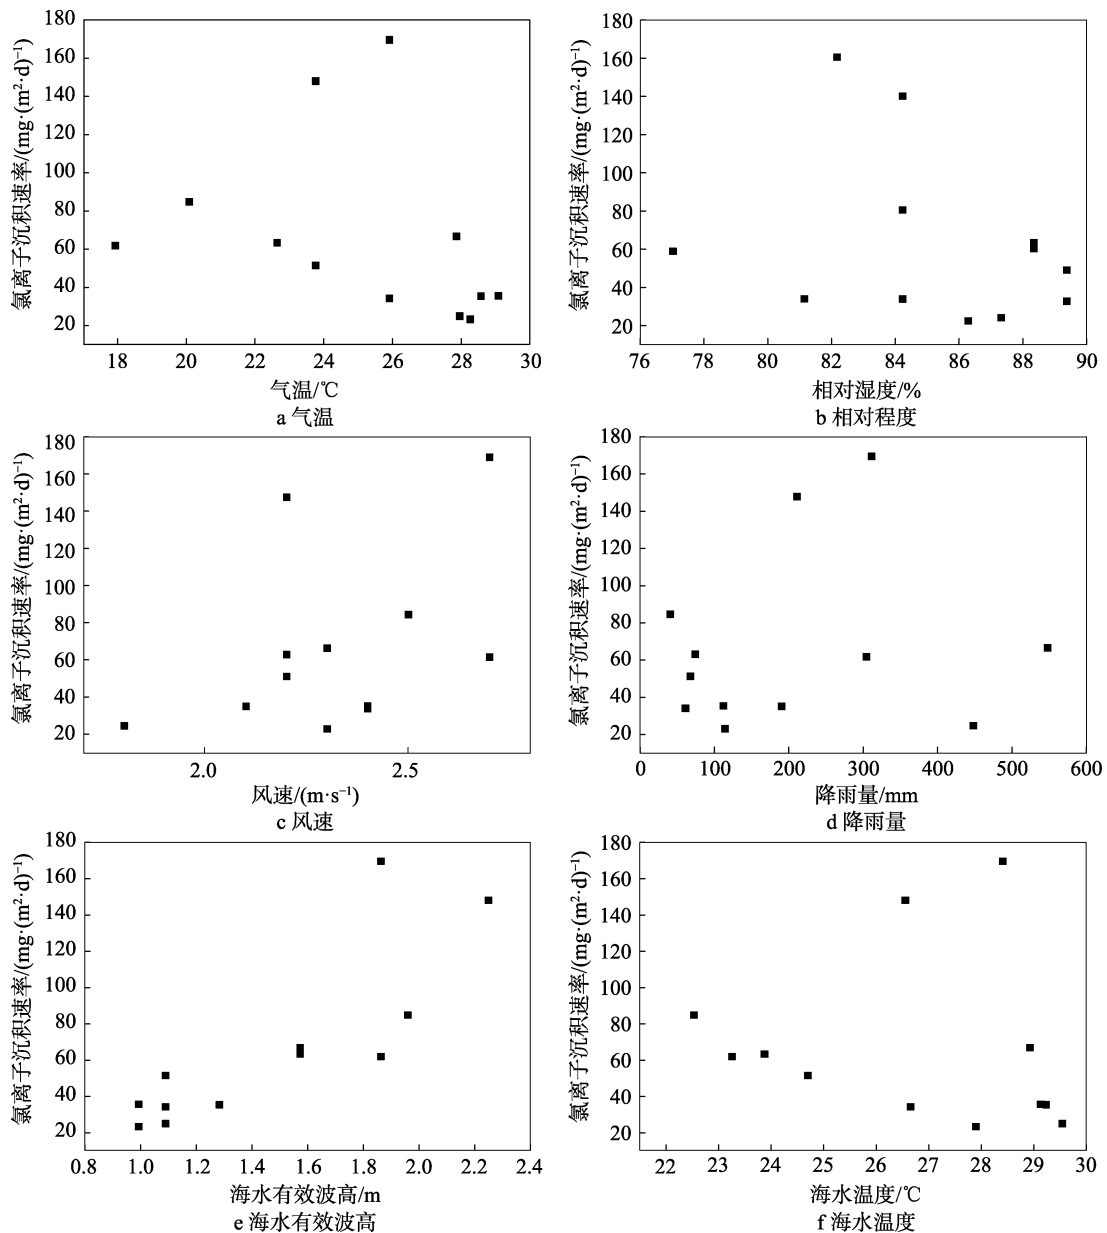 氯离子沉积速率/(mg·(m²·d)⁻¹)
180
160
140
120
100
80
60
40
20
18 20 22 24 26 28 30
气温/℃
a 气温
氯离子沉积速率/(mg·(m²·d)⁻¹)
180
160
140
120
100
80
60
40
20
76 78 80 82 84 86 88 90
相对湿度/%
b 相对程度
氯离子沉积速率/(mg·(m²·d)⁻¹)
180
160
140
120
100
80
60
40
20
2.0 2.5
风速/(m·s⁻¹)
c 风速
氯离子沉积速率/(mg·(m²·d)⁻¹)
180
160
140
120
100
80
60
40
20
0 100 200 300 400 500 600
降雨量/mm
d 降雨量
氯离子沉积速率/(mg·(m²·d)⁻¹)
180
160
140
120
100
80
60
40
20
0.8 1.0 1.2 1.4 1.6 1.8 2.0 2.2 2.4
海水有效波高/m
e 海水有效波高
氯离子沉积速率/(mg·(m²·d)⁻¹)
180
160
140
120
100
80
60
40
20
22 23 24 25 26 27 28 29 30
海水温度/℃
f 海水温度